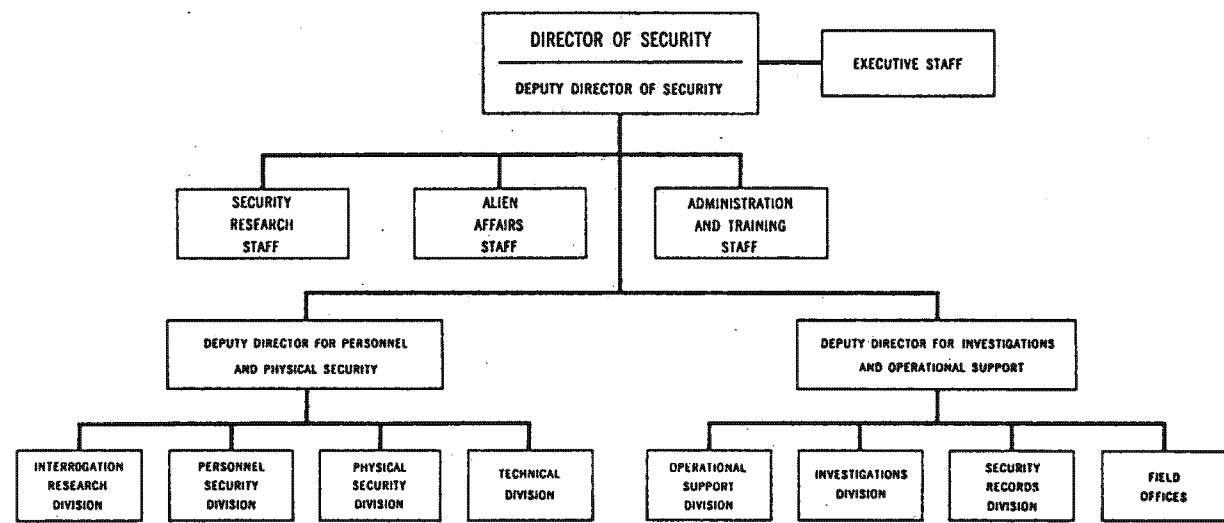 DIRECTOR OF SECURITY
DEPUTY DIRECTOR OF SECURITY
EXECUTIVE STAFF
SECURITY
RESEARCH
STAFF
ALIEN
AFFAIRS
STAFF
ADMINISTRATION
AND TRAINING
STAFF
DEPUTY DIRECTOR FOR PERSONNEL
AND PHYSICAL SECURITY
DEPUTY DIRECTOR FOR INVESTIGATIONS
AND OPERATIONAL SUPPORT
INTERROGATION
RESEARCH
DIVISION
PERSONNEL
SECURITY
DIVISION
PHYSICAL
SECURITY
DIVISION
TECHNICAL
DIVISION
OPERATIONAL
SUPPORT
DIVISION
INVESTIGATIONS
DIVISION
SECURITY
RECORDS
DIVISION
FIELD
OFFICES